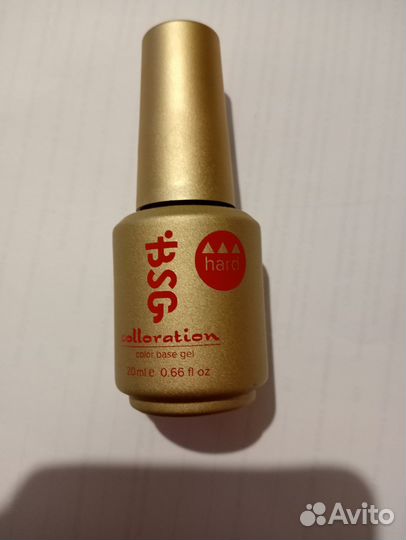 BSG
hard
colloration
color base gel
20 ml e 0.66 fl oz
Avito